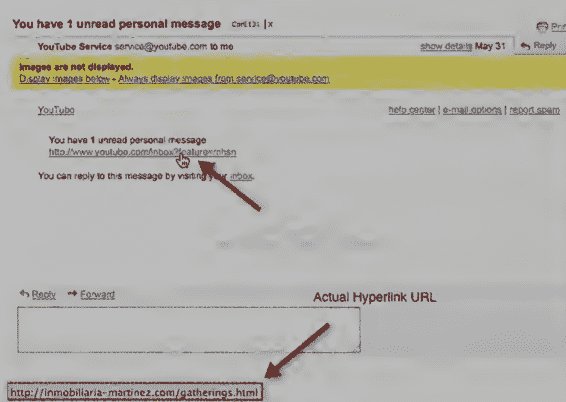 You have 1 unread personal message
YouTube Service service@youtube.com to me show details May 31 Reply
Images are not displayed.
Display images below - Always display images from service@youtube.com
YouTube help center | e-mail options | report spam
You have 1 unread personal message
http://www.youtube.com/inbox?feature=mhsn
You can reply to this message by visiting your inbox.
Reply Forward Actual Hyperlink URL
http://inmobiliaria-martinez.com/gatherings.html